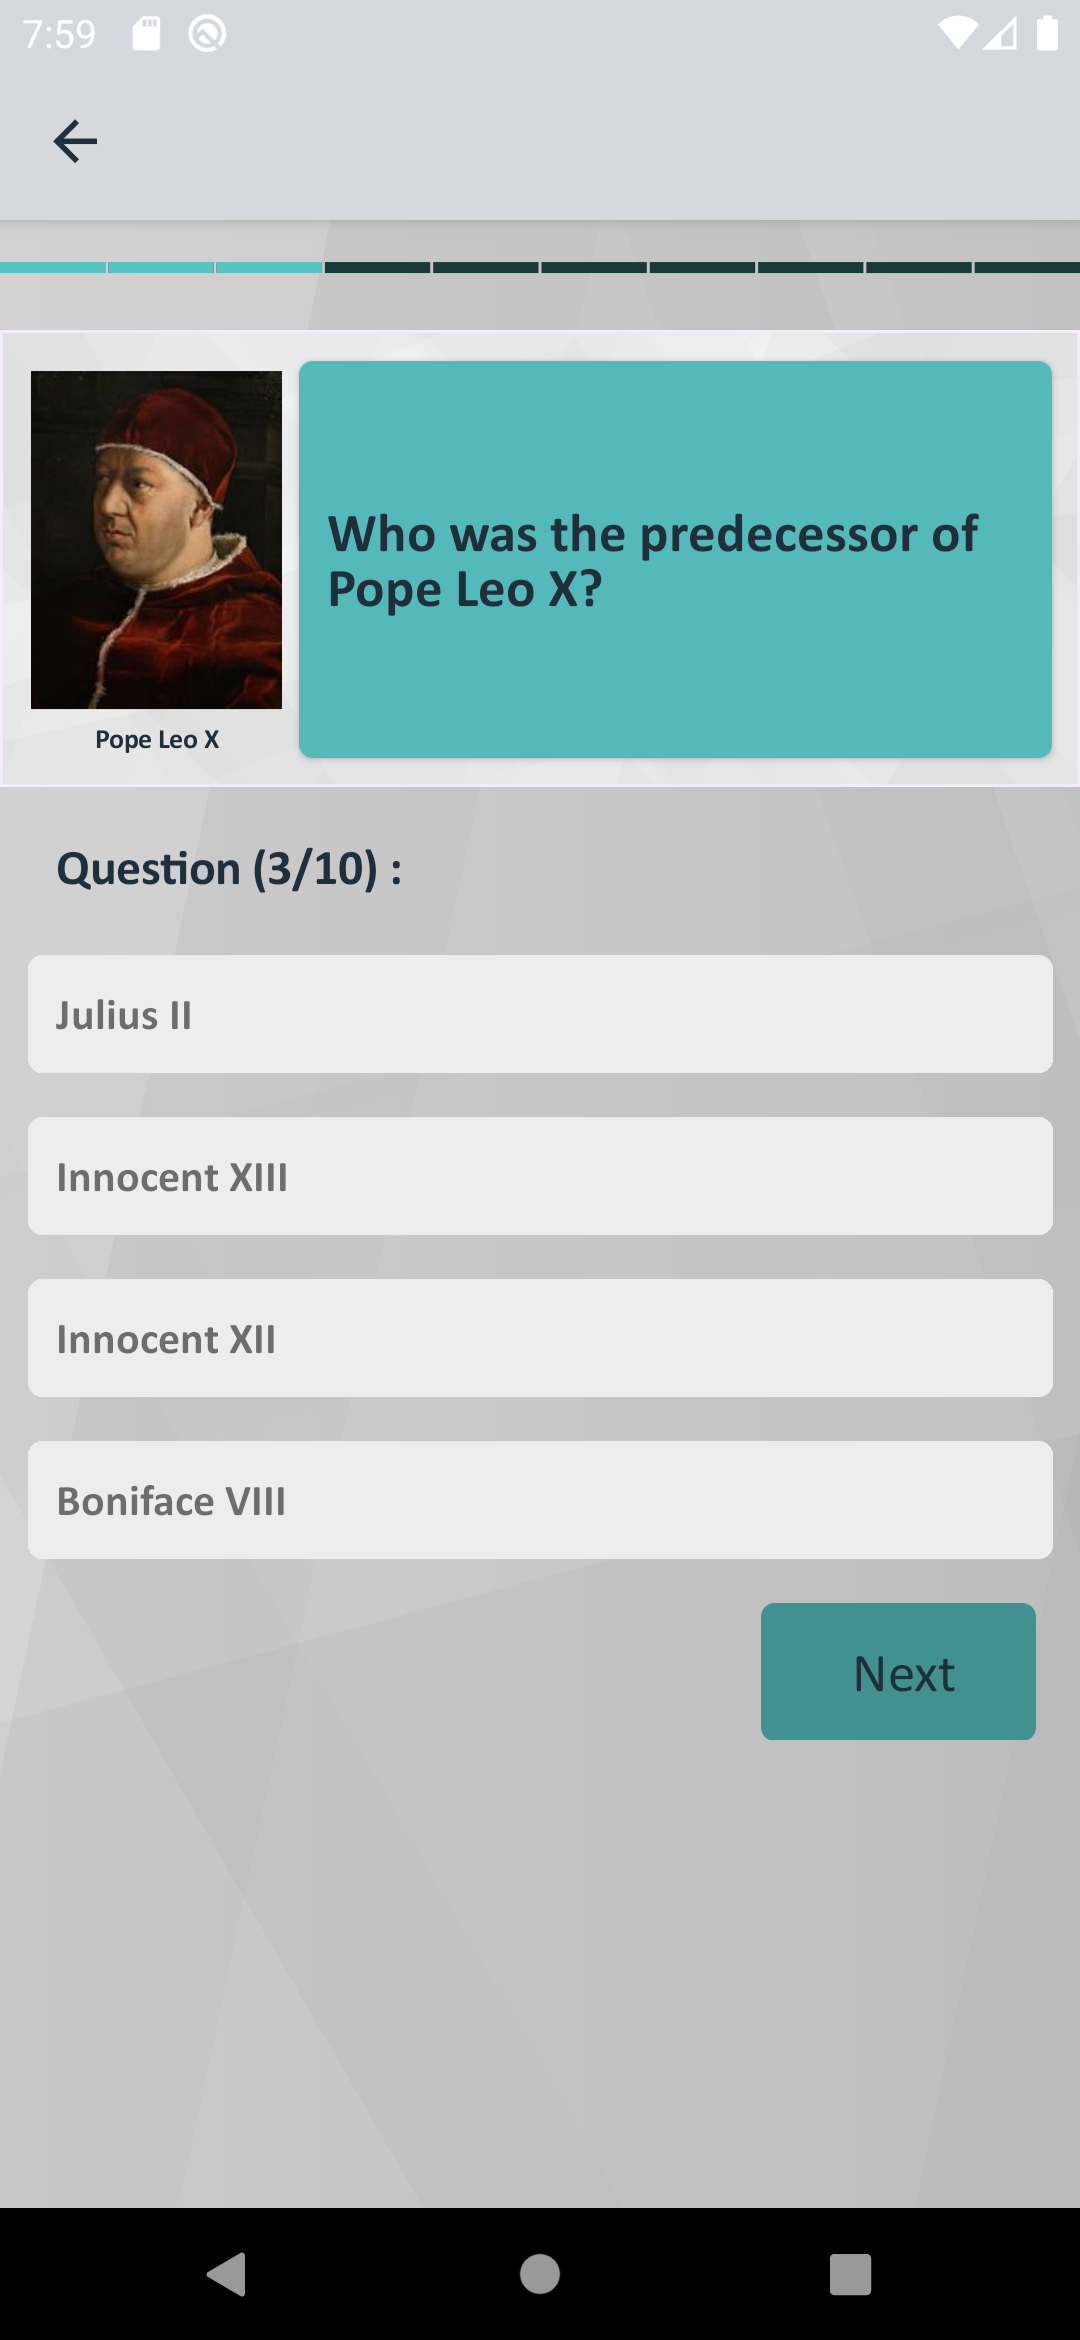 7:59
Who was the predecessor of
Pope Leo X?
Pope Leo X
Question (3/10) :
Julius II
Innocent XIII
Innocent XII
Boniface VIII
Next